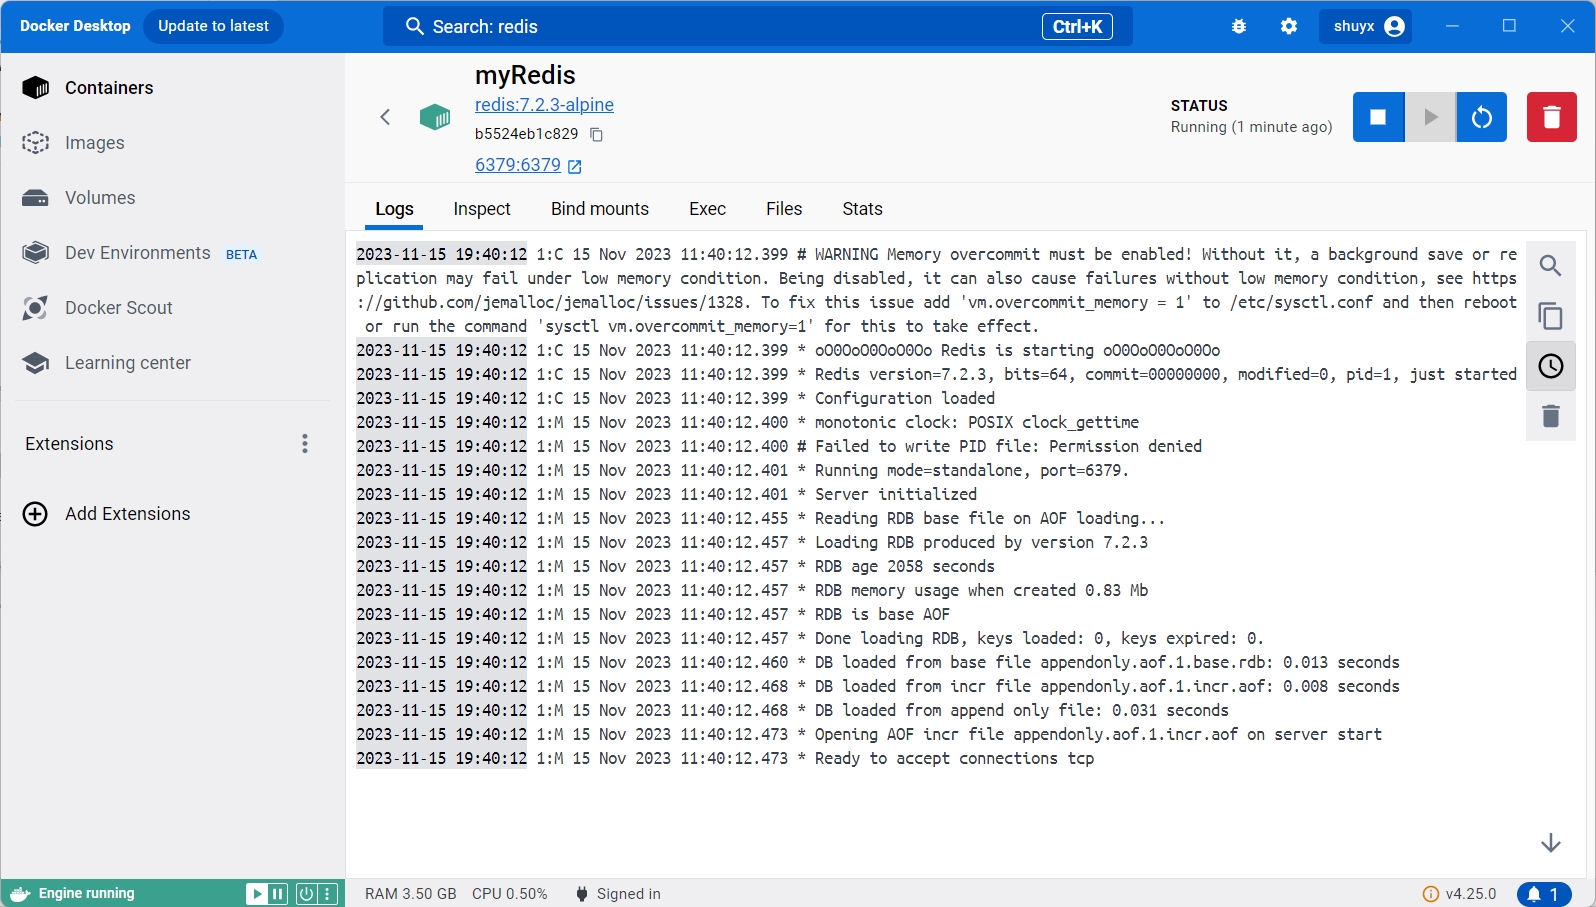 Docker Desktop
Update to latest
Search: redis
Ctrl+K
shuyx
Containers
Images
Volumes
Dev Environments BETA
Docker Scout
Learning center
Extensions
Add Extensions
myRedis
redis:7.2.3-alpine
b5524eb1c829
6379:6379
STATUS
Running (1 minute ago)
Logs
Inspect
Bind mounts
Exec
Files
Stats
2023-11-15 19:40:12 1:C 15 Nov 2023 11:40:12.399 # WARNING Memory overcommit must be enabled! Without it, a background save or re
plication may fail under low memory condition. Being disabled, it can also cause failures without low memory condition, see https
://github.com/jemalloc/jemalloc/issues/1328. To fix this issue add 'vm.overcommit_memory = 1' to /etc/sysctl.conf and then reboot
or run the command 'sysctl vm.overcommit_memory=1' for this to take effect.
2023-11-15 19:40:12 1:C 15 Nov 2023 11:40:12.399 * oO0OoO0OoO0Oo Redis is starting oO0OoO0OoO0Oo
2023-11-15 19:40:12 1:C 15 Nov 2023 11:40:12.399 * Redis version=7.2.3, bits=64, commit=00000000, modified=0, pid=1, just started
2023-11-15 19:40:12 1:C 15 Nov 2023 11:40:12.399 * Configuration loaded
2023-11-15 19:40:12 1:M 15 Nov 2023 11:40:12.400 * monotonic clock: POSIX clock_gettime
2023-11-15 19:40:12 1:M 15 Nov 2023 11:40:12.400 # Failed to write PID file: Permission denied
2023-11-15 19:40:12 1:M 15 Nov 2023 11:40:12.401 * Running mode=standalone, port=6379.
2023-11-15 19:40:12 1:M 15 Nov 2023 11:40:12.401 * Server initialized
2023-11-15 19:40:12 1:M 15 Nov 2023 11:40:12.455 * Reading RDB base file on AOF loading...
2023-11-15 19:40:12 1:M 15 Nov 2023 11:40:12.457 * Loading RDB produced by version 7.2.3
2023-11-15 19:40:12 1:M 15 Nov 2023 11:40:12.457 * RDB age 2058 seconds
2023-11-15 19:40:12 1:M 15 Nov 2023 11:40:12.457 * RDB memory usage when created 0.83 Mb
2023-11-15 19:40:12 1:M 15 Nov 2023 11:40:12.457 * RDB is base AOF
2023-11-15 19:40:12 1:M 15 Nov 2023 11:40:12.457 * Done loading RDB, keys loaded: 0, keys expired: 0.
2023-11-15 19:40:12 1:M 15 Nov 2023 11:40:12.460 * DB loaded from base file appendonly.aof.1.base.rdb: 0.013 seconds
2023-11-15 19:40:12 1:M 15 Nov 2023 11:40:12.468 * DB loaded from incr file appendonly.aof.1.incr.aof: 0.008 seconds
2023-11-15 19:40:12 1:M 15 Nov 2023 11:40:12.468 * DB loaded from append only file: 0.031 seconds
2023-11-15 19:40:12 1:M 15 Nov 2023 11:40:12.473 * Opening AOF incr file appendonly.aof.1.incr.aof on server start
2023-11-15 19:40:12 1:M 15 Nov 2023 11:40:12.473 * Ready to accept connections tcp
Engine running
RAM 3.50 GB CPU 0.50% Signed in
v4.25.0
1